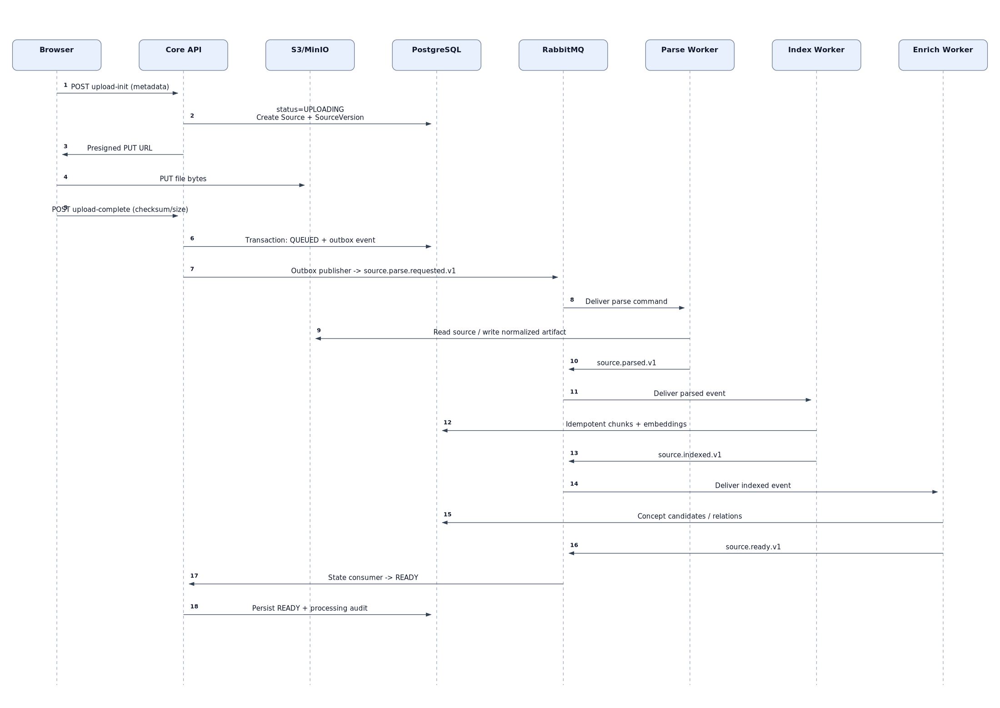 Browser
Core API
S3/MinIO
PostgreSQL
RabbitMQ
Parse Worker
Index Worker
Enrich Worker
1 POST upload-init (metadata)
status=UPLOADING
2 Create Source + SourceVersion
3 Presigned PUT URL
4 PUT file bytes
5 POST upload-complete (checksum/size)
6 Transaction: QUEUED + outbox event
7 Outbox publisher -> source.parse.requested.v1
8 Deliver parse command
9 Read source / write normalized artifact
10 source.parsed.v1
11 Deliver parsed event
12 Idempotent chunks + embeddings
13 source.indexed.v1
14 Deliver indexed event
15 Concept candidates / relations
16 source.ready.v1
17 State consumer -> READY
18 Persist READY + processing audit